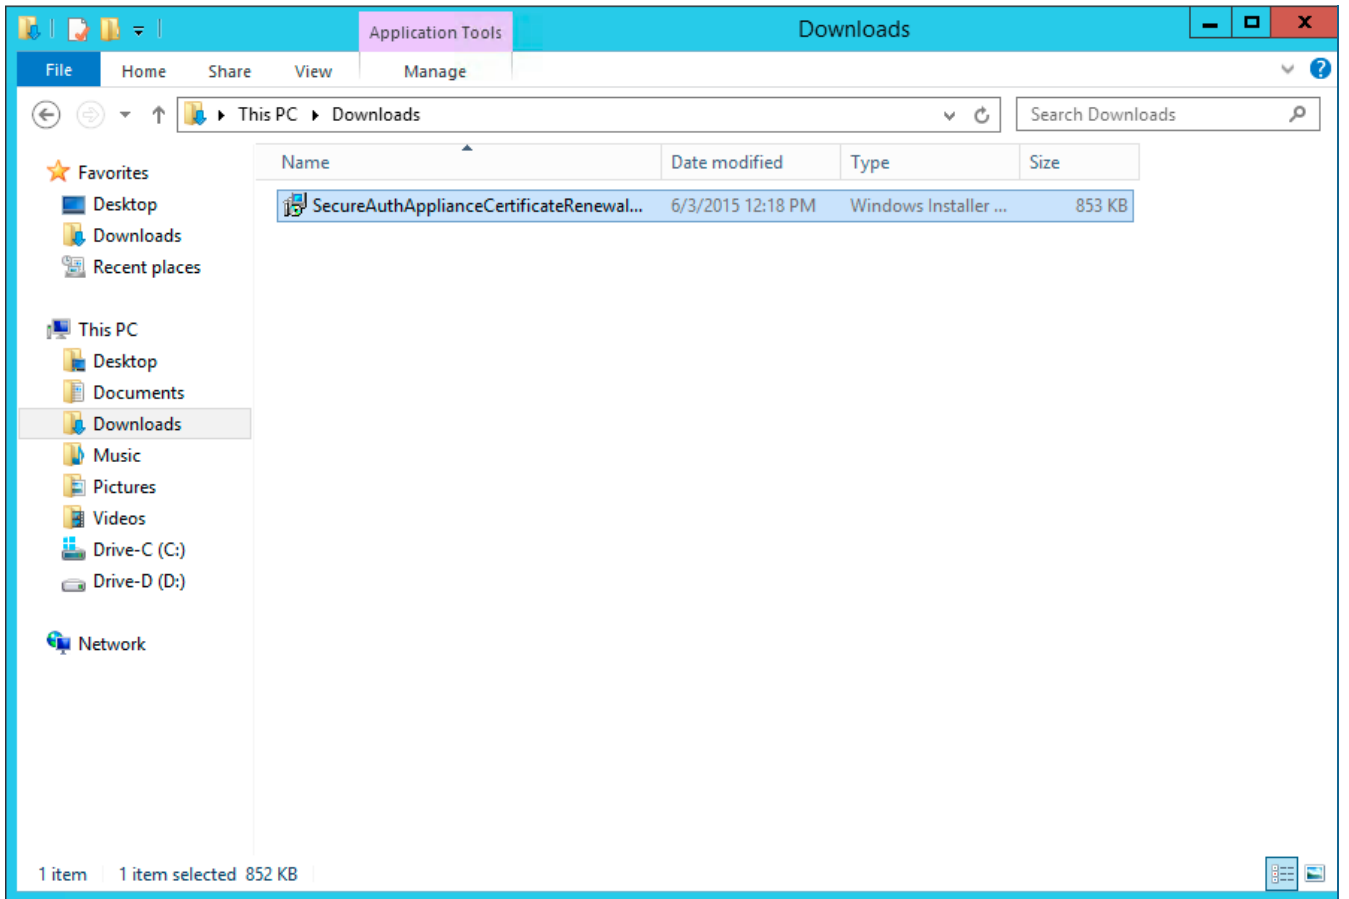 Application Tools
Downloads
File Home Share View Manage
This PC Downloads
Search Downloads
Name Date modified Type Size
SecureAuthApplianceCertificateRenewal... 6/3/2015 12:18 PM Windows Installer ... 853 KB
Favorites
Desktop
Downloads
Recent places
This PC
Desktop
Documents
Downloads
Music
Pictures
Videos
Drive-C (C:)
Drive-D (D:)
Network
1 item 1 item selected 852 KB